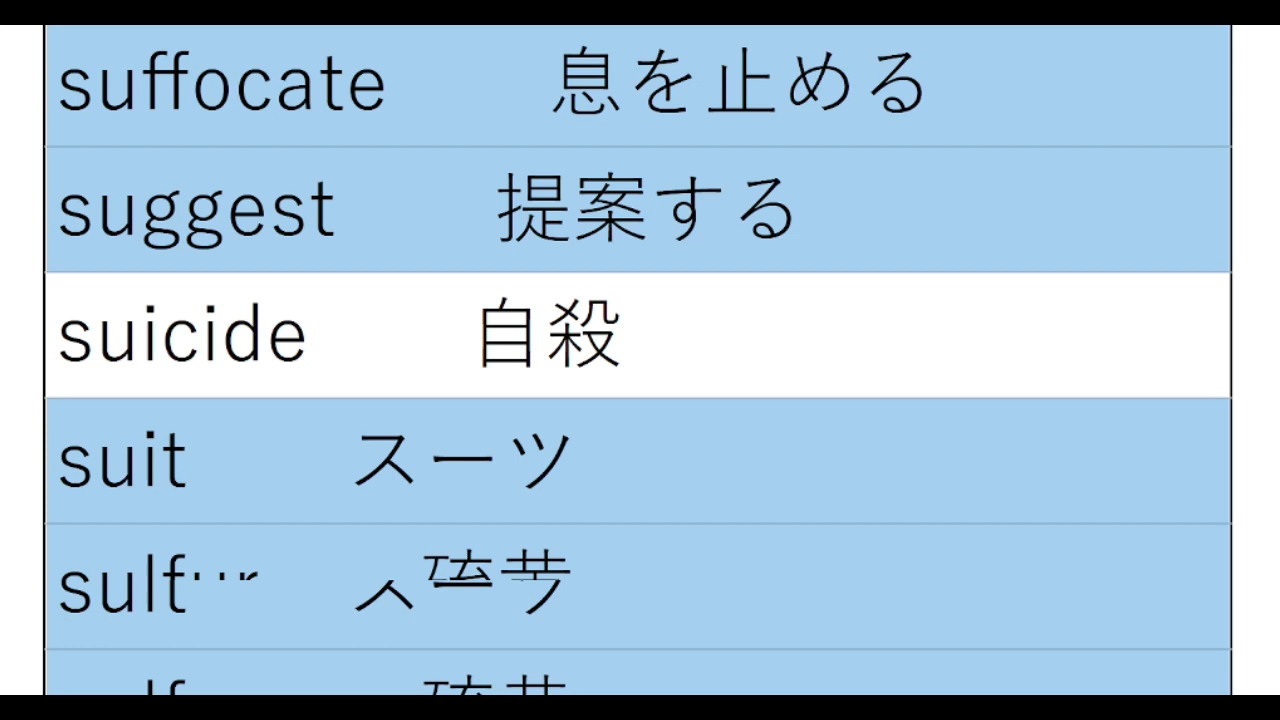 suffocate 息を止める
suggest 提案する
suicide 自殺
suit スーツ